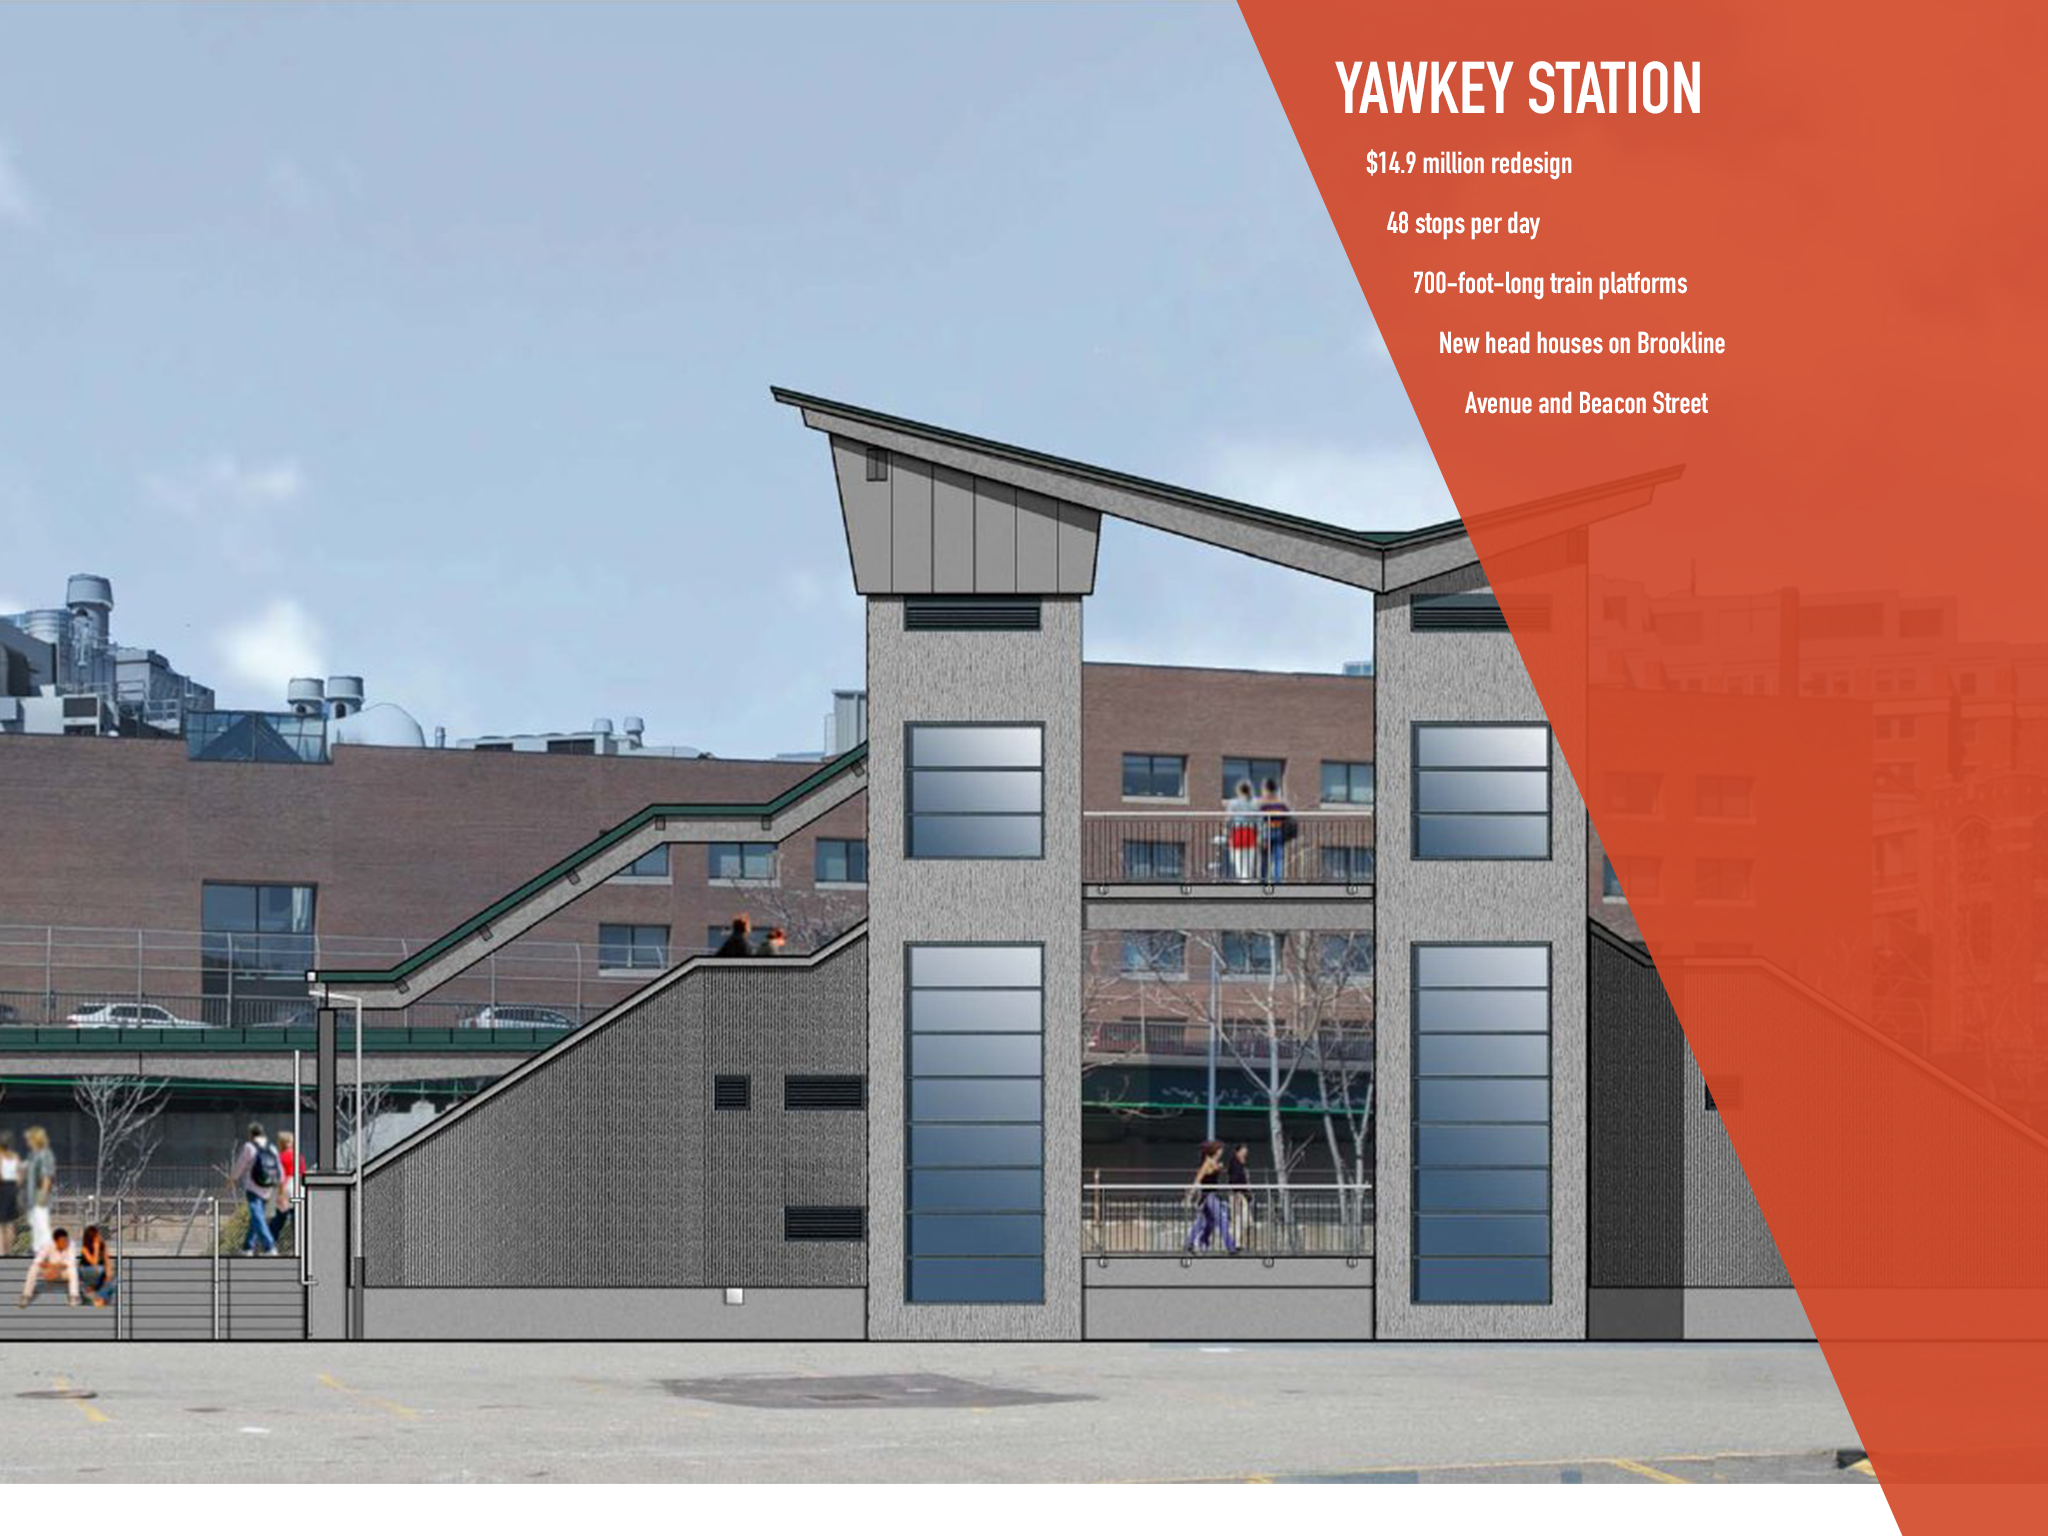 YAWKEY STATION
$14.9 million redesign
48 stops per day
700-foot-long train platforms
New head houses on Brookline
Avenue and Beacon Street